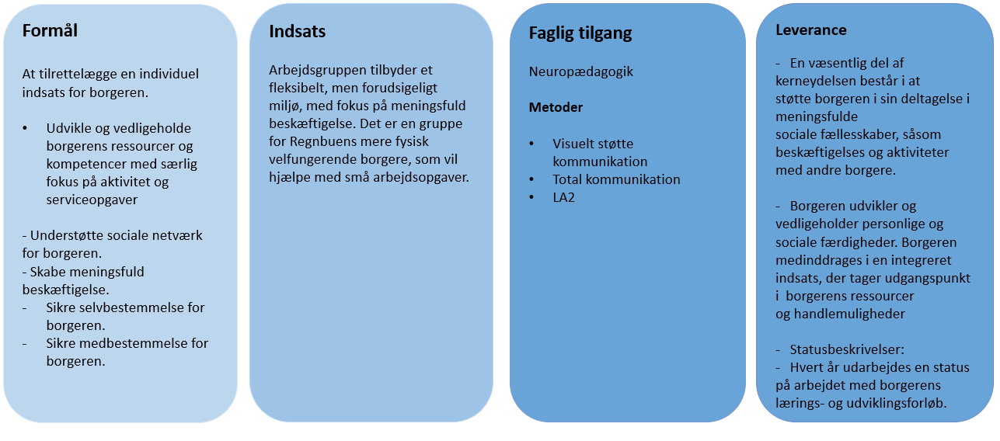 Formål
At tilrettelægge en individuel
indsats for borgeren.
• Udvikle og vedligeholde
borgerens ressourcer og
kompetencer med særlig
fokus på aktivitet og
serviceopgaver
- Understøtte sociale netværk
for borgeren.
- Skabe meningsfuld
beskæftigelse.
- Sikre selvbestemmelse for
borgeren.
- Sikre medbestemmelse for
borgeren.
Indsats
Arbejdsgruppen tilbyder et
fleksibelt, men forudsigeligt
miljø, med fokus på meningsfuld
beskæftigelse. Det er en gruppe
for Regnbuens mere fysisk
velfungerende borgere, som vil
hjælpe med små arbejdsopgaver.
Faglig tilgang
Neuropædagogik
Metoder
• Visuelt støtte
kommunikation
• Total kommunikation
• LA2
Leverance
- En væsentlig del af
kerneydelsen består i at
støtte borgeren i sin deltagelse i
meningsfulde
sociale fællesskaber, såsom
beskæftigelses og aktiviteter
med andre borgere.
- Borgeren udvikler og
vedligeholder personlige og
sociale færdigheder. Borgeren
medinddrages i en integreret
indsats, der tager udgangspunkt
i borgerens ressourcer
og handlemuligheder
- Statusbeskrivelser:
- Hvert år udarbejdes en status
på arbejdet med borgerens
lærings- og udviklingsforløb.